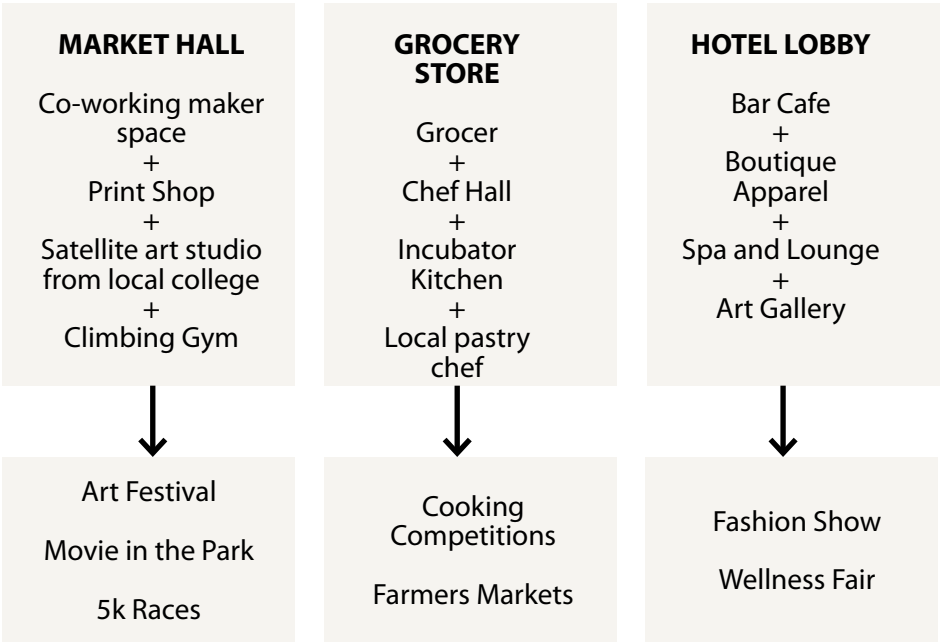 MARKET HALL
Co-working maker
space
+
Print Shop
+
Satellite art studio
from local college
+
Climbing Gym
GROCERY
STORE
Grocer
+
Chef Hall
+
Incubator
Kitchen
+
Local pastry
chef
HOTEL LOBBY
Bar Cafe
+
Boutique
Apparel
+
Spa and Lounge
+
Art Gallery
Art Festival
Movie in the Park
5k Races
Cooking
Competitions
Farmers Markets
Fashion Show
Wellness Fair